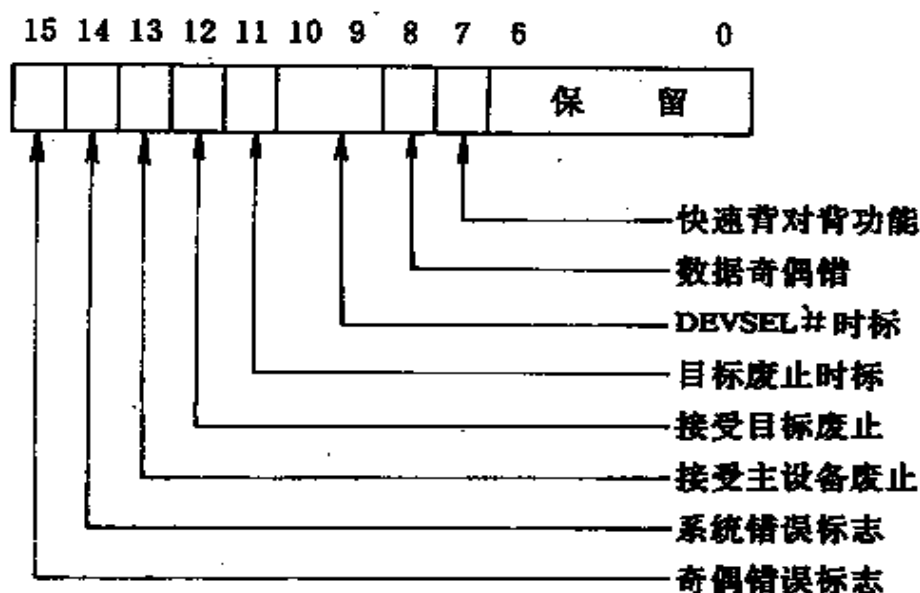 15 14 13 12 11 10 9 8 7 6 0
保 留
快速背对背功能
数据奇偶错
DEVSEL#时标
目标废止时标
接受目标废止
接受主设备废止
系统错误标志
奇偶错误标志